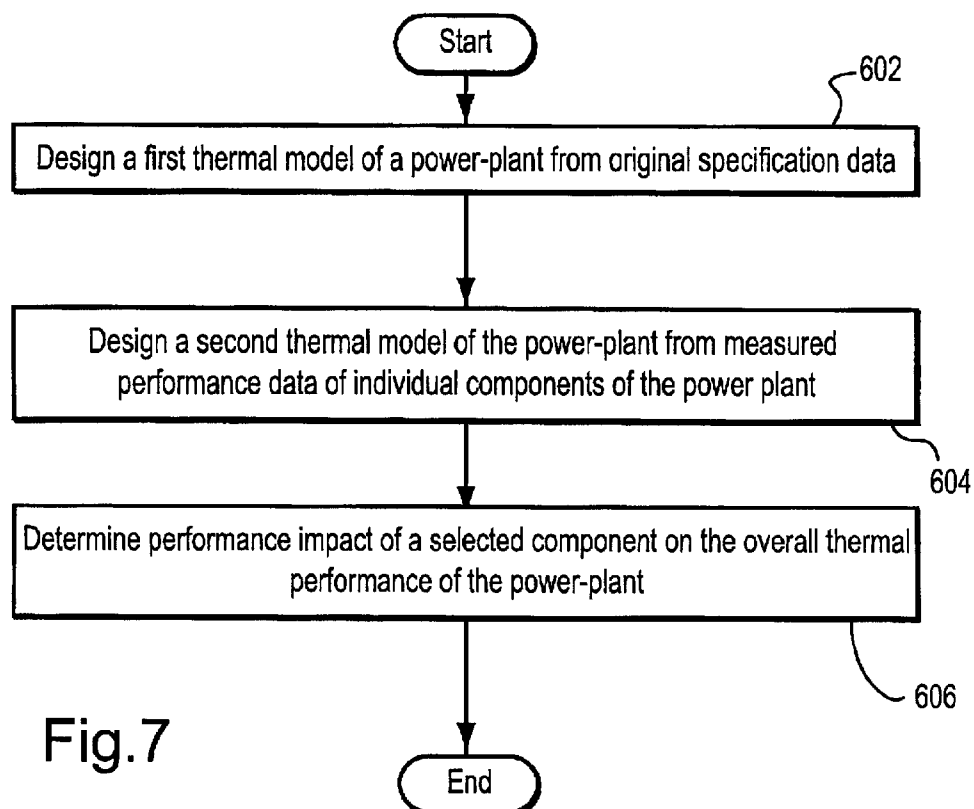 Start
602
Design a first thermal model of a power-plant from original specification data
Design a second thermal model of the power-plant from measured
performance data of individual components of the power plant
604
Determine performance impact of a selected component on the overall thermal
performance of the power-plant
606
Fig.7
End